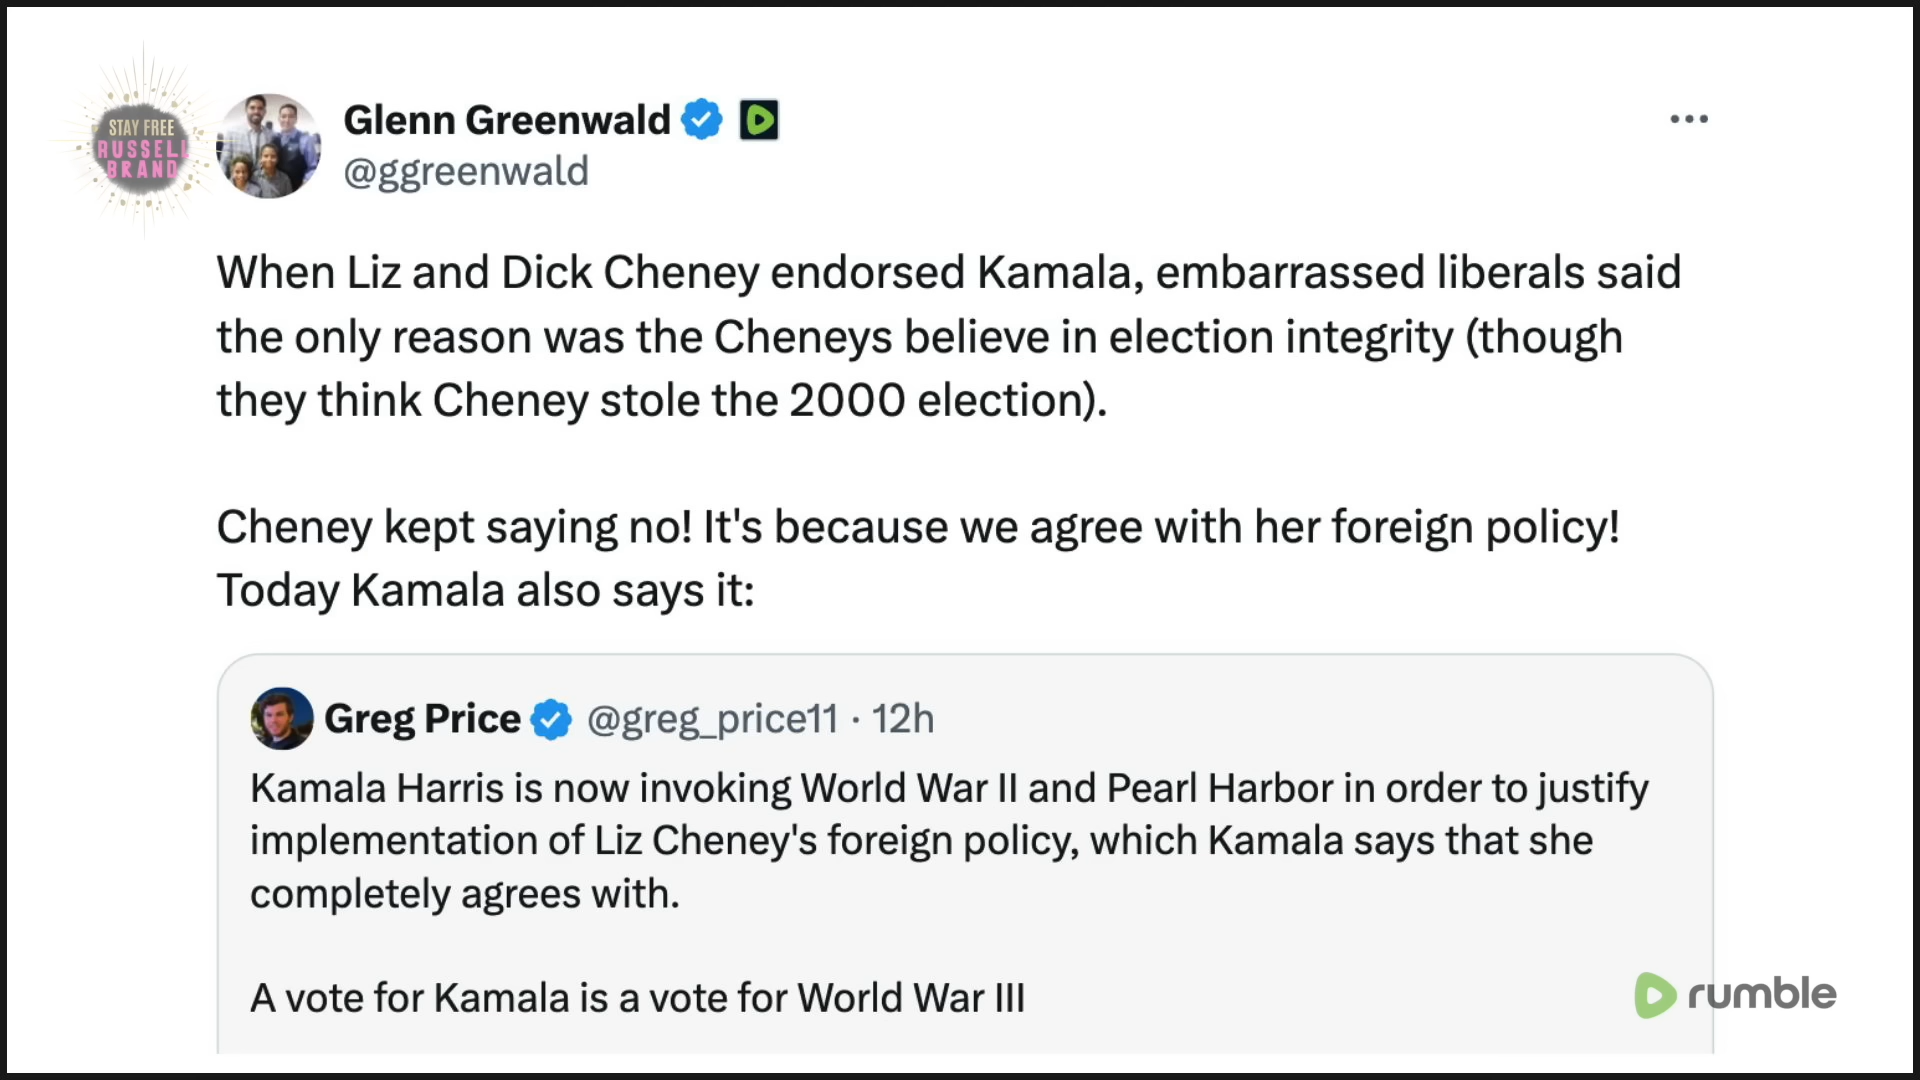 STAY FREE
RUSSELL
BRAND
Glenn Greenwald
@ggreenwald
When Liz and Dick Cheney endorsed Kamala, embarrassed liberals said
the only reason was the Cheneys believe in election integrity (though
they think Cheney stole the 2000 election).
Cheney kept saying no! It's because we agree with her foreign policy!
Today Kamala also says it:
Greg Price @greg_price11 · 12h
Kamala Harris is now invoking World War II and Pearl Harbor in order to justify
implementation of Liz Cheney's foreign policy, which Kamala says that she
completely agrees with.
A vote for Kamala is a vote for World War III
rumble